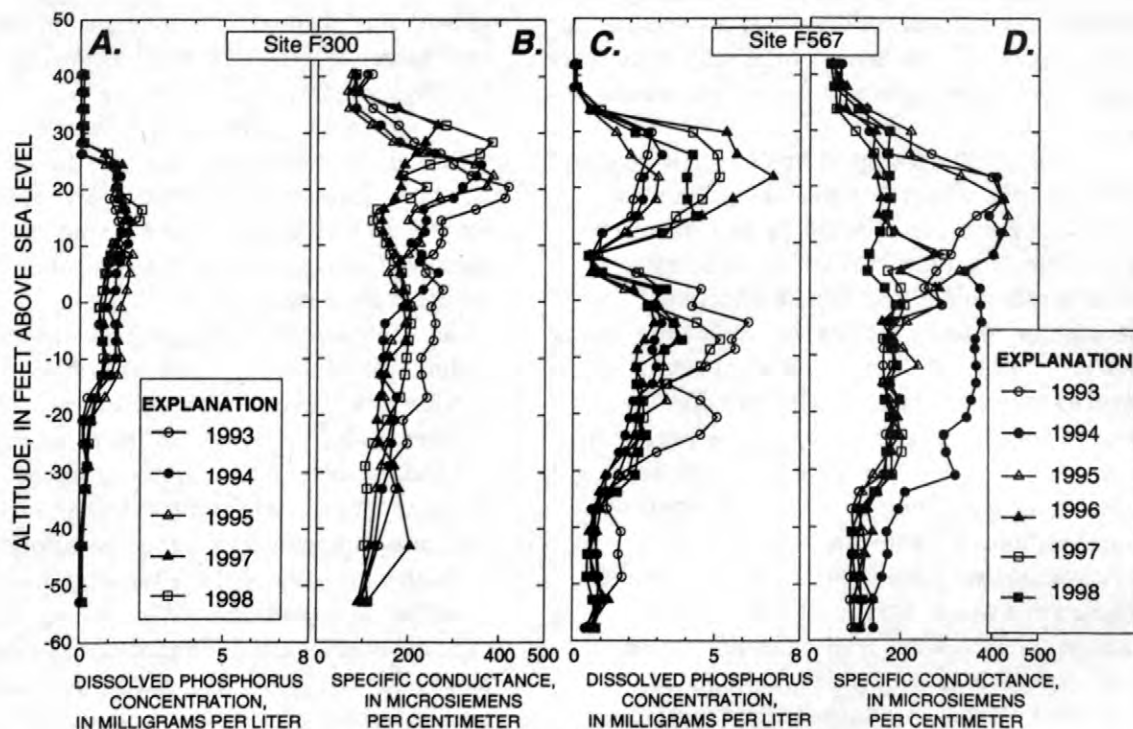 A.
Site F300
B.
C.
Site F567
D.
ALTITUDE, IN FEET ABOVE SEA LEVEL
50
40
30
20
10
0
-10
-20
-30
-40
-50
-60
EXPLANATION
1993
1994
1995
1997
1998
EXPLANATION
1993
1994
1995
1996
1997
1998
0 5 8
0 200 400 500
0 5 8
0 200 400 500
DISSOLVED PHOSPHORUS
CONCENTRATION,
IN MILLIGRAMS PER LITER
SPECIFIC CONDUCTANCE,
IN MICROSIEMENS
PER CENTIMETER
DISSOLVED PHOSPHORUS
CONCENTRATION,
IN MILLIGRAMS PER LITER
SPECIFIC CONDUCTANCE,
IN MICROSIEMENS
PER CENTIMETER